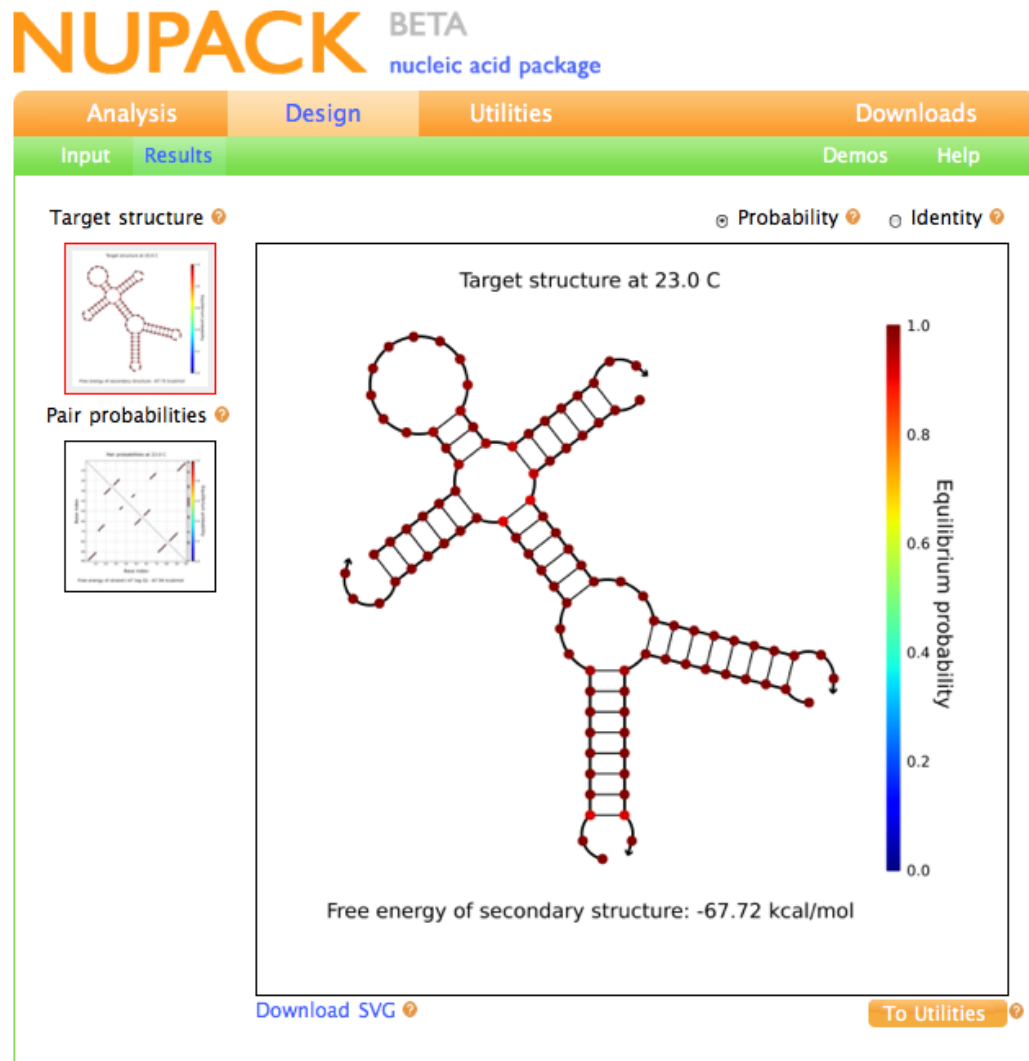 NUPACK BETA
nucleic acid package
Analysis Design Utilities Downloads
Input Results Demos Help
Target structure ? Probability ? Identity ?
Target structure at 23.0 C
1.0
0.8
Pair probabilities ?
0.6
0.4
0.2
0.0
Equilibrium probability
Free energy of secondary structure: -67.72 kcal/mol
Download SVG ? To Utilities ?